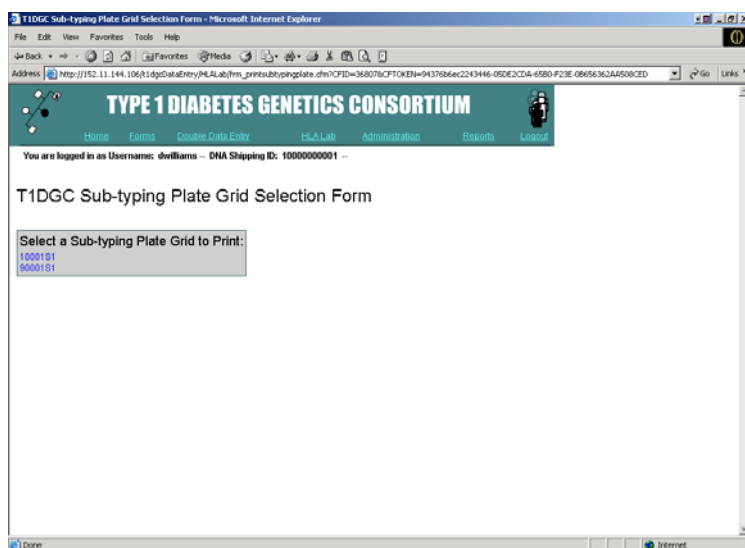 T1DGC Sub-typing Plate Grid Selection Form - Microsoft Internet Explorer
File Edit View Favorites Tools Help
Back Favorites Media
Address http://152.11.144.106/t1dgcDataEntry/HLALab/frm_printsubtypingplate.cfm?CFID=36807&CFTOKEN=94376b6ec2243446-05DE2CDA-65B0-F23E-0B656362AA508CED Go Links
TYPE 1 DIABETES GENETICS CONSORTIUM
Home Forms Double Data Entry HLA Lab Administration Reports Logout
You are logged in as Username: dwilliams -- DNA Shipping ID: 10000000001 --
T1DGC Sub-typing Plate Grid Selection Form
Select a Sub-typing Plate Grid to Print:
10001S1
90001S1
Done Internet